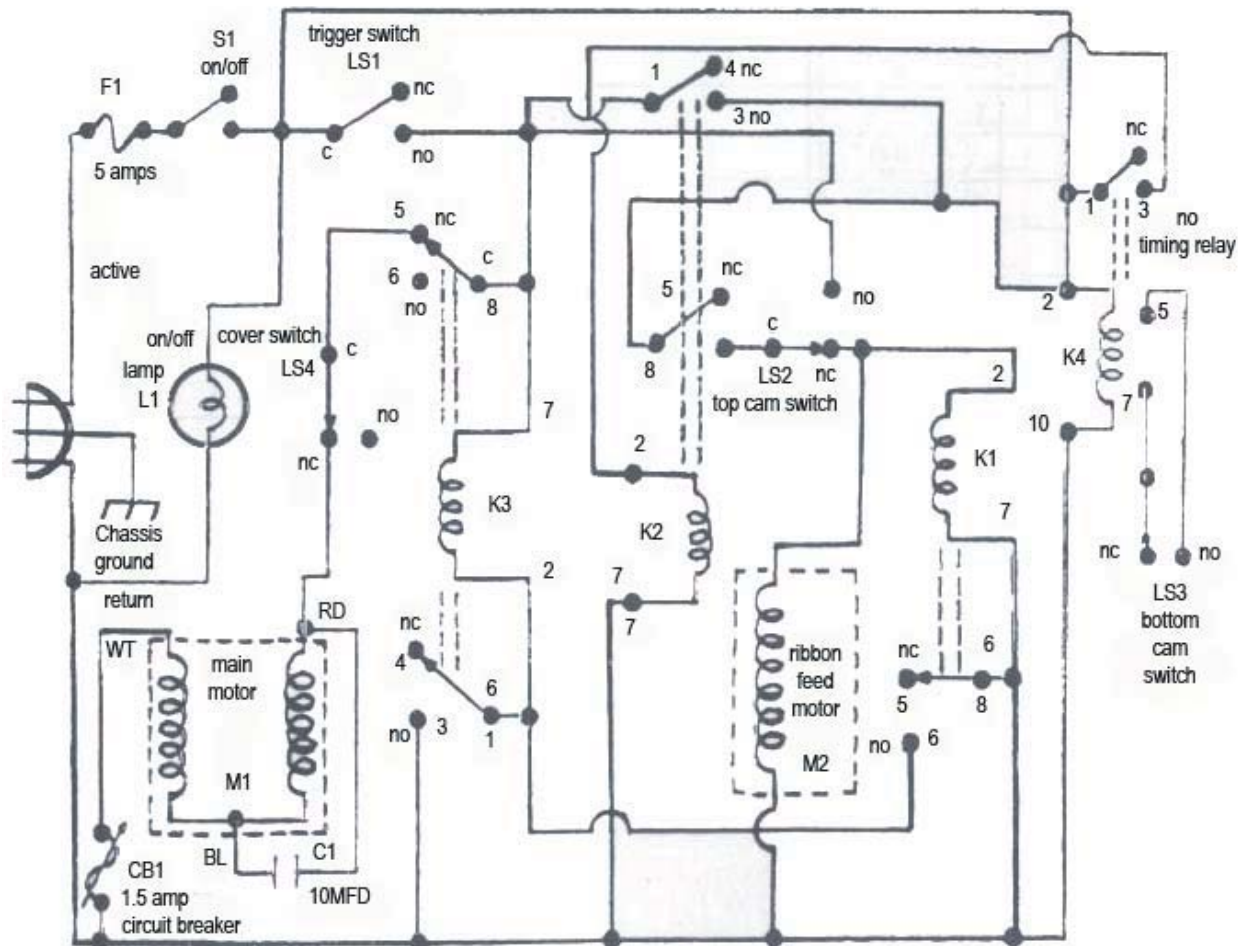 F1
5 amps
S1
on/off
trigger switch
LS1
nc
c
no
1
4 nc
3 no
nc
1
3
no
timing relay
active
5
nc
6
no
c
8
on/off
lamp
L1
cover switch
LS4
c
nc
no
5
nc
8
c
LS2
nc
top cam switch
no
2
K4
5
7
10
nc
no
LS3
bottom
cam
switch
Chassis
ground
return
7
K3
2
2
K2
7
7
2
K1
7
WT
RD
main
motor
M1
BL
C1
10MFD
CB1
1.5 amp
circuit breaker
nc
4
6
1
no
3
ribbon
feed
motor
M2
nc
5
6
8
no
6